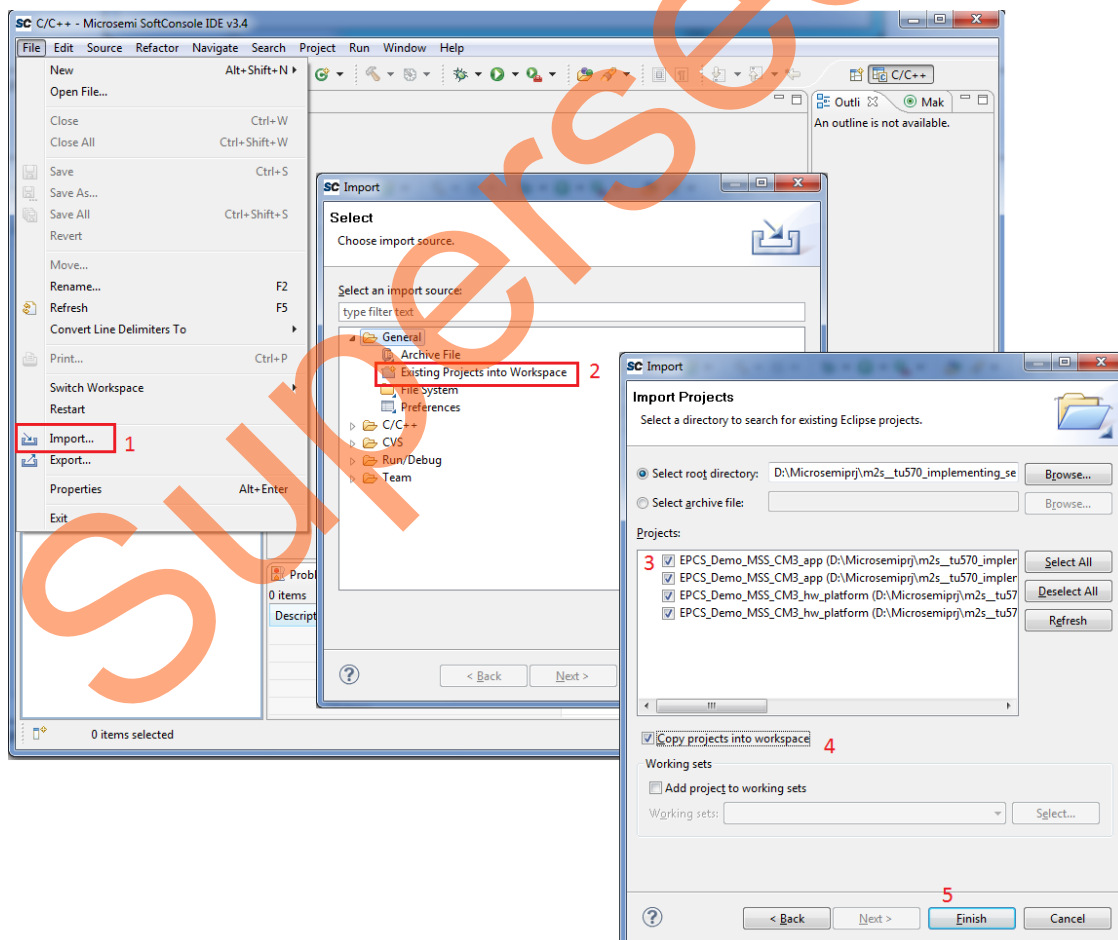 SC C/C++ - Microsemi SoftConsole IDE v3.4
File Edit Source Refactor Navigate Search Project Run Window Help
New Alt+Shift+N
Open File...
Close Ctrl+W
Close All Ctrl+Shift+W
Save Ctrl+S
Save As...
Save All Ctrl+Shift+S
Revert
Move...
Rename... F2
Refresh F5
Convert Line Delimiters To
Print... Ctrl+P
Switch Workspace
Restart
Import... 1
Export...
Properties Alt+Enter
Exit
C/C++
Outli Mak
An outline is not available.
Probl
0 items
Descript
0 items selected
SC Import
Select
Choose import source.
Select an import source:
type filter text
General
Archive File
Existing Projects into Workspace 2
File System
Preferences
C/C++
CVS
Run/Debug
Team
? < Back Next >
SC Import
Import Projects
Select a directory to search for existing Eclipse projects.
Select root directory: D:\Microsemiprj\m2s__tu570_implementing_se Browse...
Select archive file: Browse...
Projects:
3 EPCS_Demo_MSS_CM3_app (D:\Microsemiprj\m2s__tu570_implen Select All
EPCS_Demo_MSS_CM3_app (D:\Microsemiprj\m2s__tu570_implen Deselect All
EPCS_Demo_MSS_CM3_hw_platform (D:\Microsemiprj\m2s__tu57
EPCS_Demo_MSS_CM3_hw_platform (D:\Microsemiprj\m2s__tu57 Refresh
Copy projects into workspace 4
Working sets
Add project to working sets
Working sets: Select...
5
? < Back Next > Finish Cancel
Superse